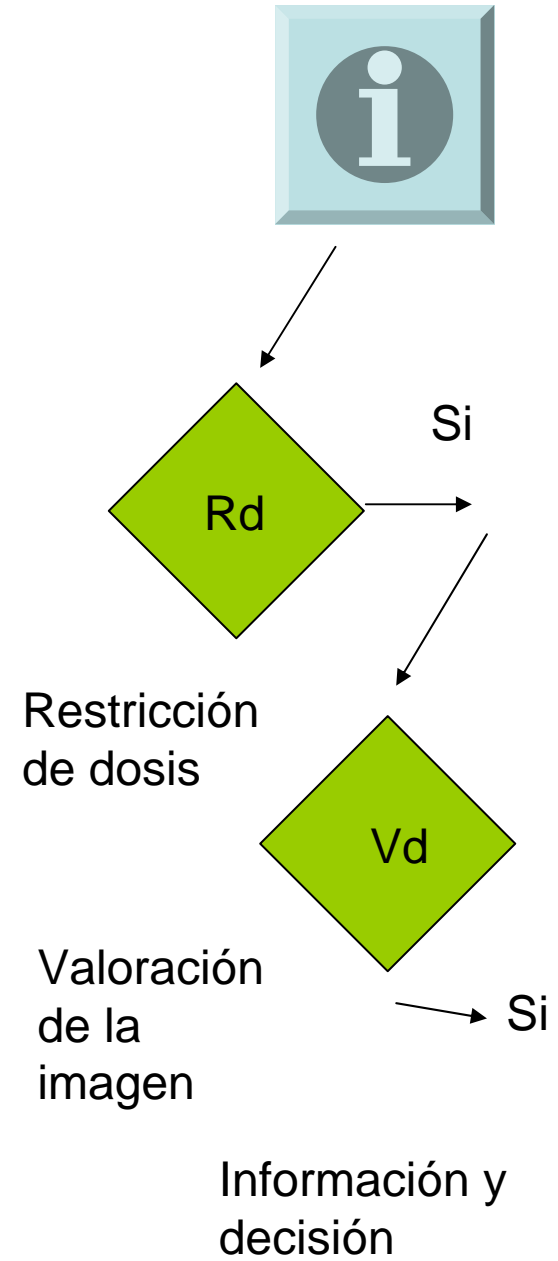 i
Si
Rd
Restricción
de dosis
Vd
Valoración
de la
imagen
Si
Información y
decisión